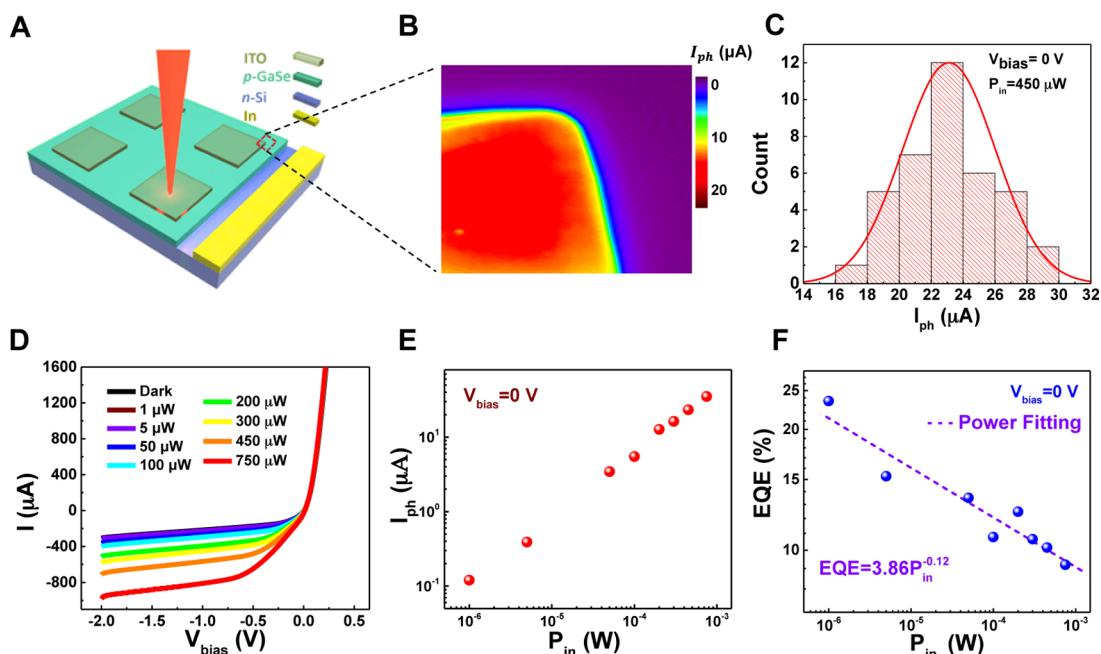 A
ITO
p-GaSe
n-Si
In
B
I_ph (μA)
0
10
20
C
V_bias= 0 V
P_in=450 μW
Count
12
10
8
6
4
2
0
14 16 18 20 22 24 26 28 30 32
I_ph (μA)
D
I (μA)
1600
1200
800
400
0
-400
-800
Dark
1 μW
5 μW
50 μW
100 μW
200 μW
300 μW
450 μW
750 μW
-2.0 -1.5 -1.0 -0.5 0.0 0.5
V_bias (V)
E
V_bias=0 V
I_ph (μA)
10^1
10^0
10^-1
10^-6 10^-5 10^-4 10^-3
P_in (W)
F
V_bias=0 V
Power Fitting
EQE (%)
25
20
15
10
EQE=3.86P_in^-0.12
10^-6 10^-5 10^-4 10^-3
P_in (W)